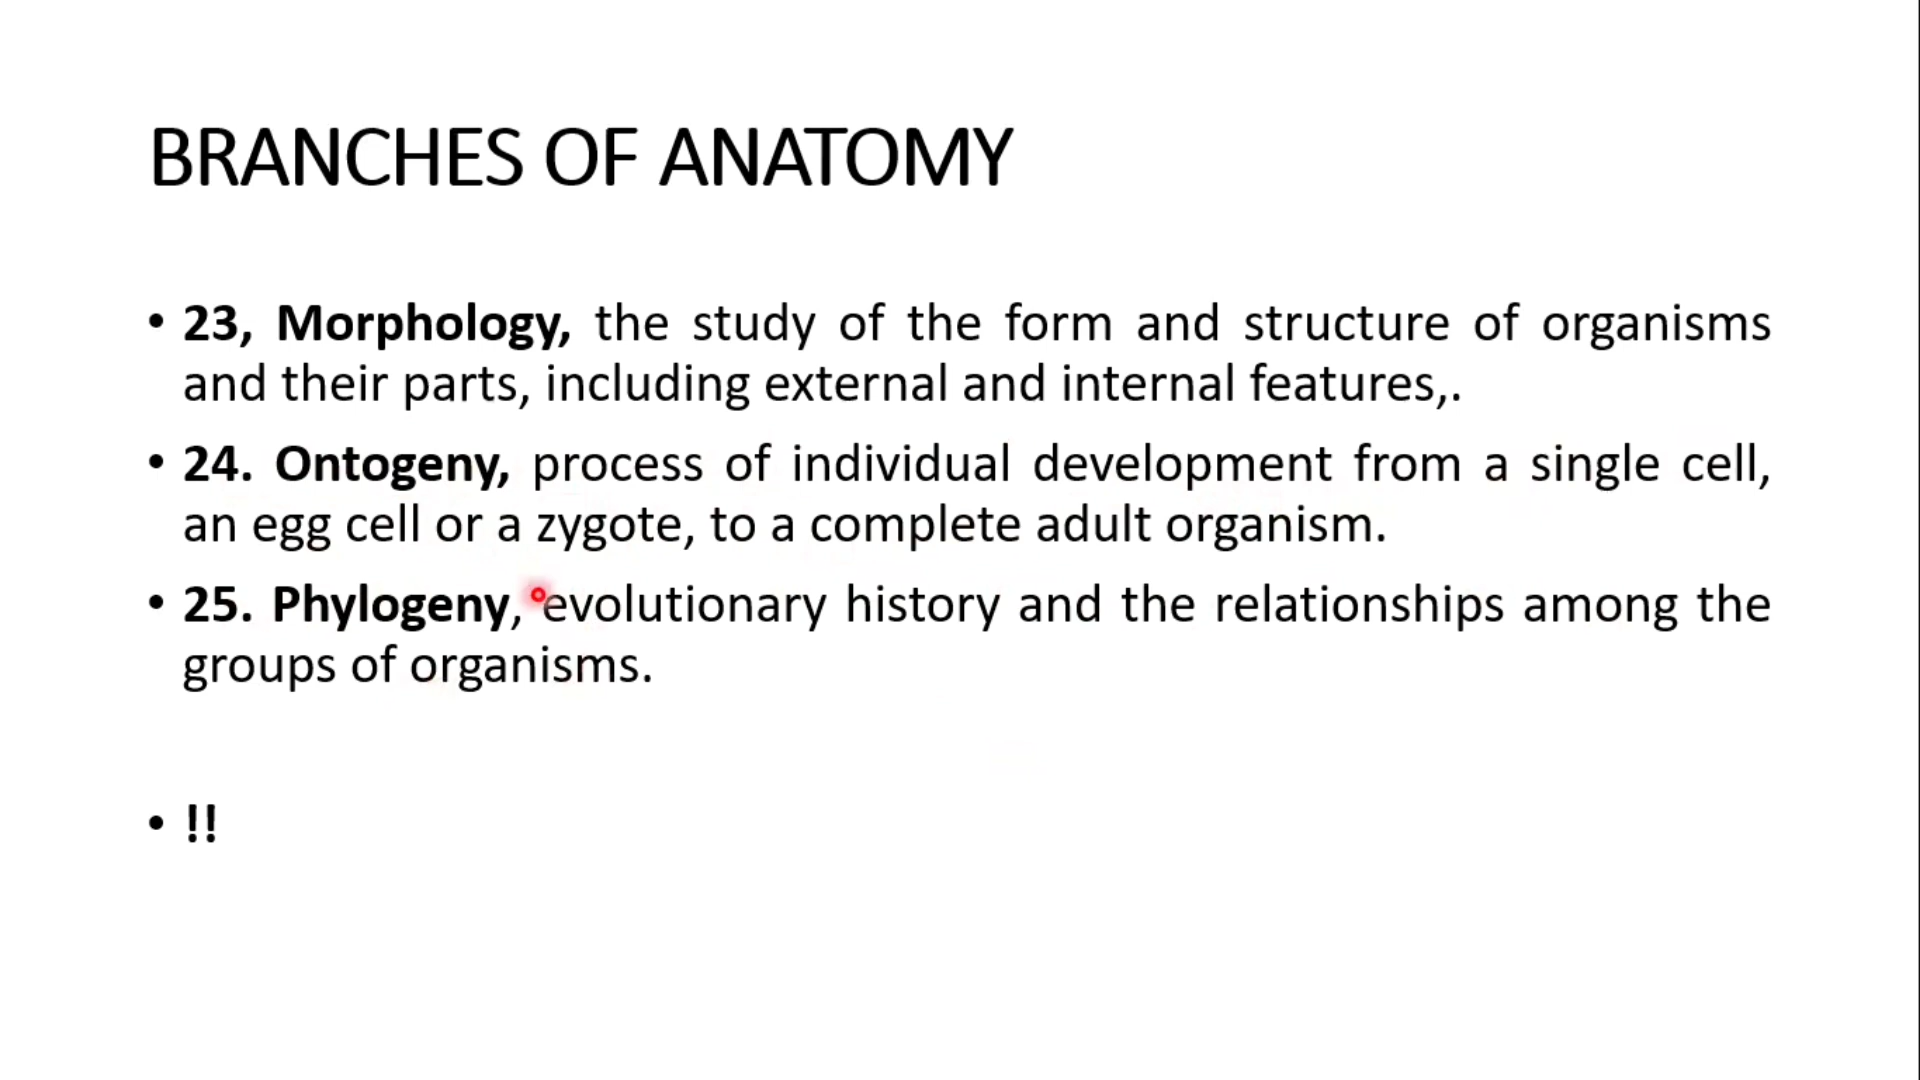 BRANCHES OF ANATOMY
• 23, Morphology, the study of the form and structure of organisms
and their parts, including external and internal features,.
• 24. Ontogeny, process of individual development from a single cell,
an egg cell or a zygote, to a complete adult organism.
• 25. Phylogeny, evolutionary history and the relationships among the
groups of organisms.
• !!